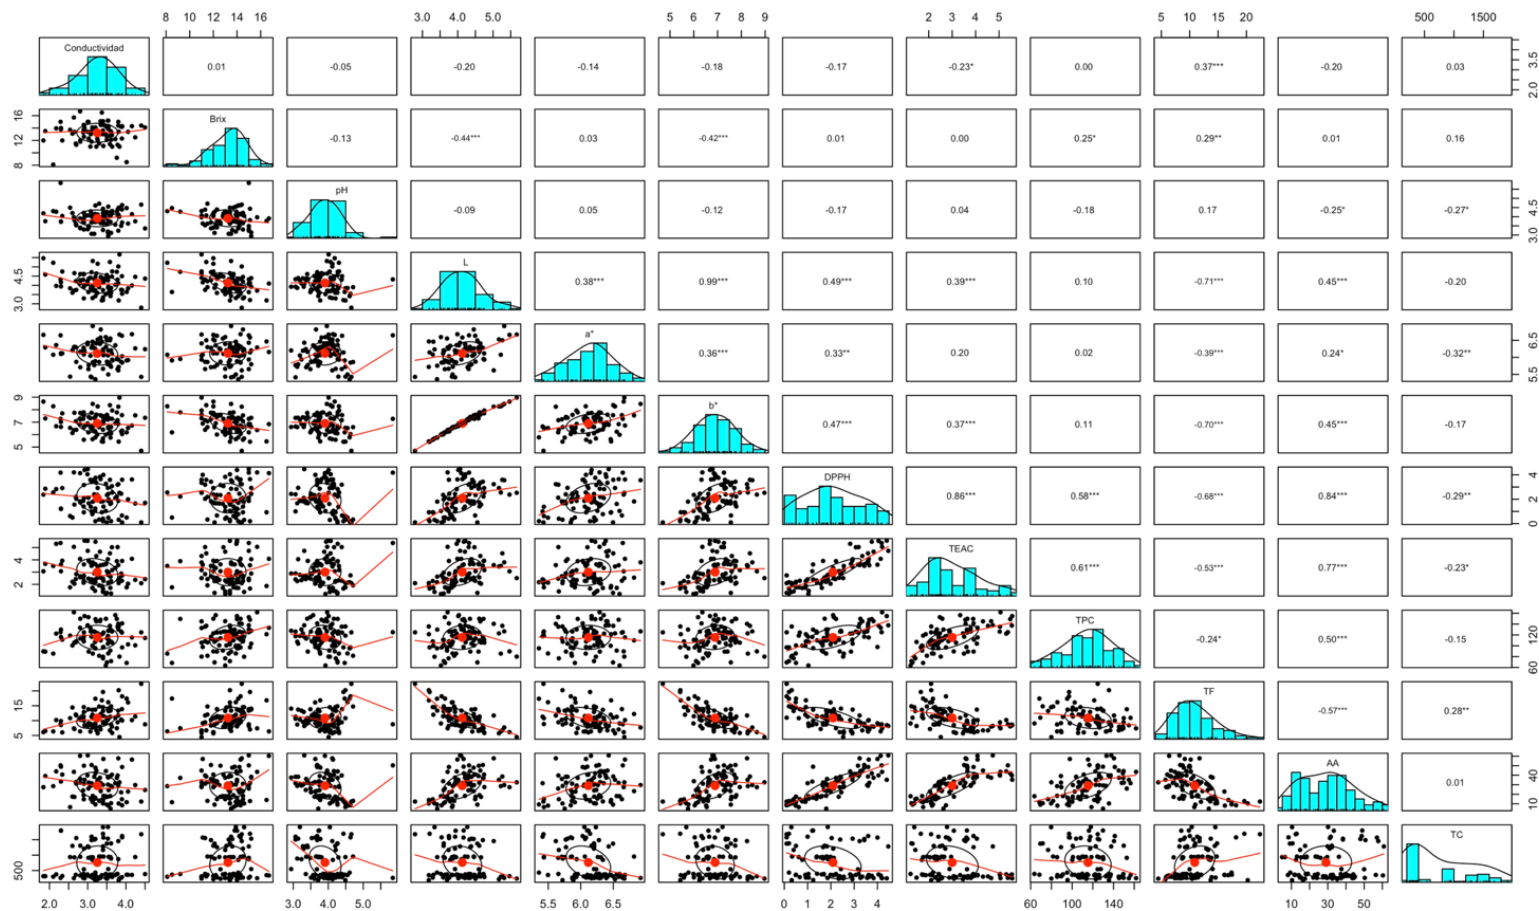 8 10 12 14 16 3.0 4.0 5.0 5 6 7 8 9 2 3 4 5 5 10 15 20 500 1500
Conductividad 0.01 -0.05 -0.20 -0.14 -0.18 -0.17 -0.23* 0.00 0.37*** -0.20 0.03 2.0 3.5
8 12 16 Brix -0.13 -0.44*** 0.03 -0.42*** 0.01 0.00 0.25* 0.29** 0.01 0.16
pH -0.09 0.05 -0.12 -0.17 0.04 -0.18 0.17 -0.25* -0.27* 3.0 4.5
3.0 4.5 L 0.38*** 0.99*** 0.49*** 0.39*** 0.10 -0.71*** 0.45*** -0.20
a* 0.36*** 0.33** 0.20 0.02 -0.39*** 0.24* -0.32** 5.5 6.5
5 7 9 b* 0.47*** 0.37*** 0.11 -0.70*** 0.45*** -0.17
DPPH 0.86*** 0.58*** -0.68*** 0.84*** -0.29** 0 2 4
2 4 TEAC 0.61*** -0.53*** 0.77*** -0.23*
TPC -0.24* 0.50*** -0.15 60 120
5 15 TF -0.57*** 0.28**
AA 0.01 10 40
500 TC
2.0 3.0 4.0 3.0 4.0 5.0 5.5 6.0 6.5 0 1 2 3 4 60 100 140 10 30 50